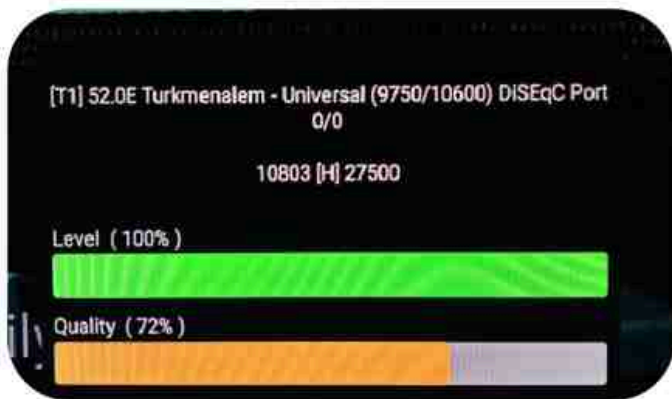 [T1] 52.0E Turkmenalem - Universal (9750/10600) DiSEqC Port
0/0
10803 [H] 27500
Level ( 100% )
Quality ( 72% )